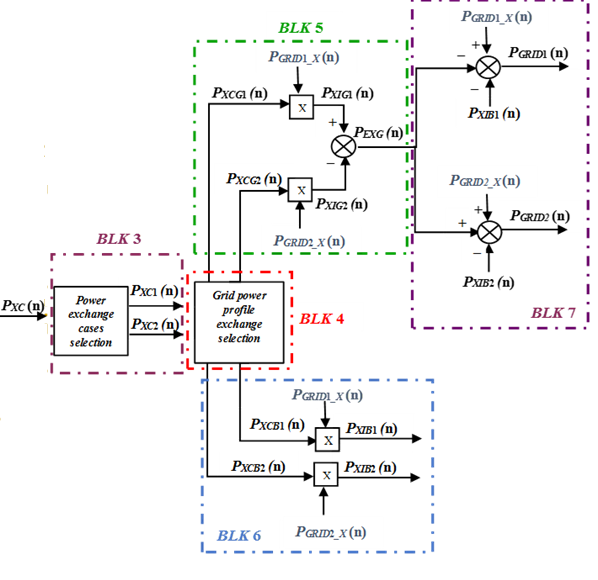 BLK 5
PGRID1_X(n)
PXCG1(n)
X
PXIG1(n)
+
PEXG(n)
−
PXCG2(n)
X
PXIG2(n)
PGRID2_X(n)
PGRID1_X(n)
+
−
PGRID1(n)
−
PXIB1(n)
PGRID2_X(n)
+
+
PGRID2(n)
−
PXIB2(n)
BLK 7
BLK 3
PXC(n)
Power
exchange
cases
selection
PXC1(n)
PXC2(n)
Grid power
profile
exchange
selection
BLK 4
PGRID1_X(n)
PXCB1(n)
X
PXIB1(n)
PXCB2(n)
X
PXIB2(n)
BLK 6
PGRID2_X(n)